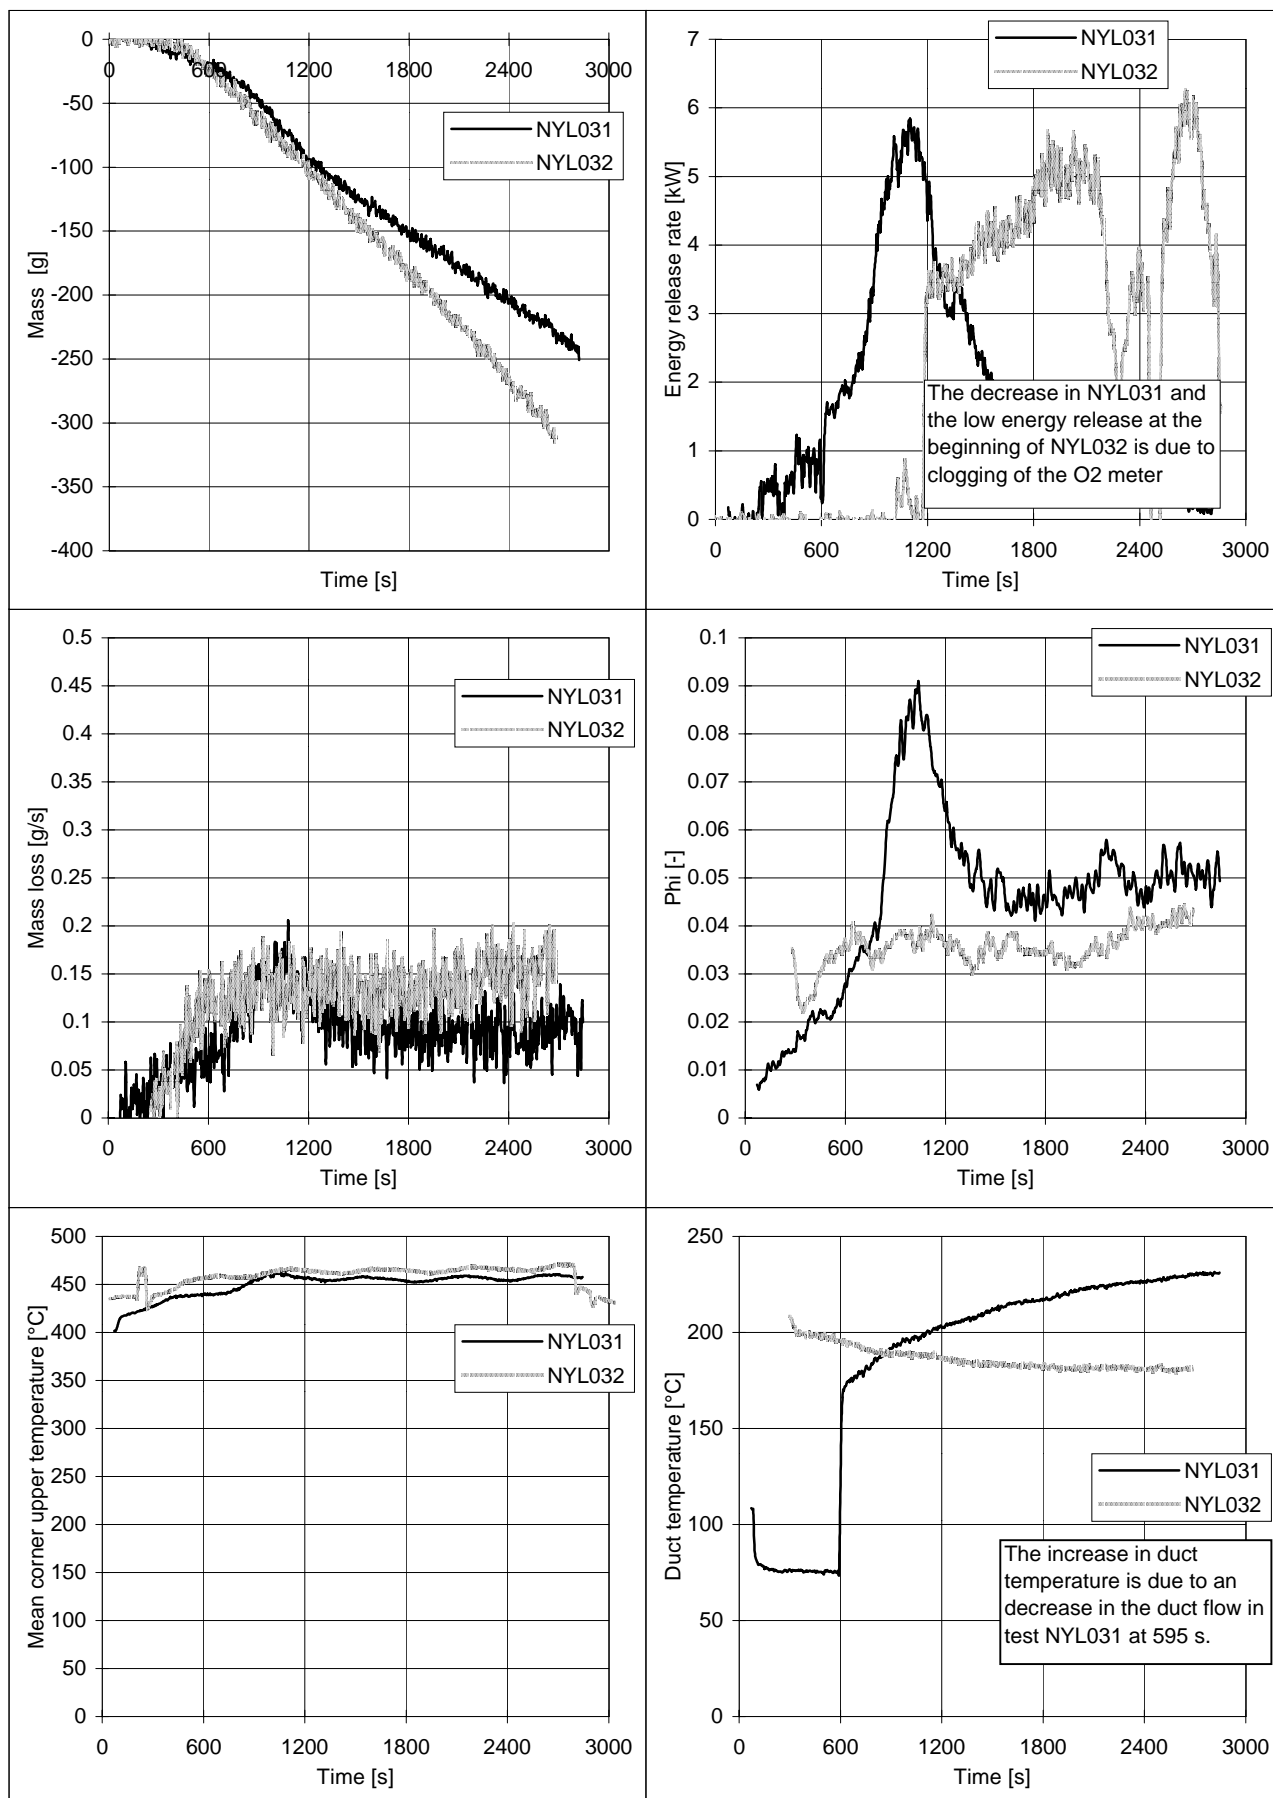 0
-50
-100
-150
-200
-250
-300
-350
-400
0
600
1200
1800
2400
3000
Mass [g]
Time [s]
NYL031
NYL032
7
6
5
4
3
2
1
0
0
600
1200
1800
2400
3000
Energy release rate [kW]
Time [s]
NYL031
NYL032
The decrease in NYL031 and
the low energy release at the
beginning of NYL032 is due to
clogging of the O2 meter
0.5
0.45
0.4
0.35
0.3
0.25
0.2
0.15
0.1
0.05
0
0
600
1200
1800
2400
3000
Mass loss [g/s]
Time [s]
NYL031
NYL032
0.1
0.09
0.08
0.07
0.06
0.05
0.04
0.03
0.02
0.01
0
0
600
1200
1800
2400
3000
Phi [-]
Time [s]
NYL031
NYL032
500
450
400
350
300
250
200
150
100
50
0
0
600
1200
1800
2400
3000
Mean corner upper temperature [°C]
Time [s]
NYL031
NYL032
250
200
150
100
50
0
0
600
1200
1800
2400
3000
Duct temperature [°C]
Time [s]
NYL031
NYL032
The increase in duct
temperature is due to an
decrease in the duct flow in
test NYL031 at 595 s.